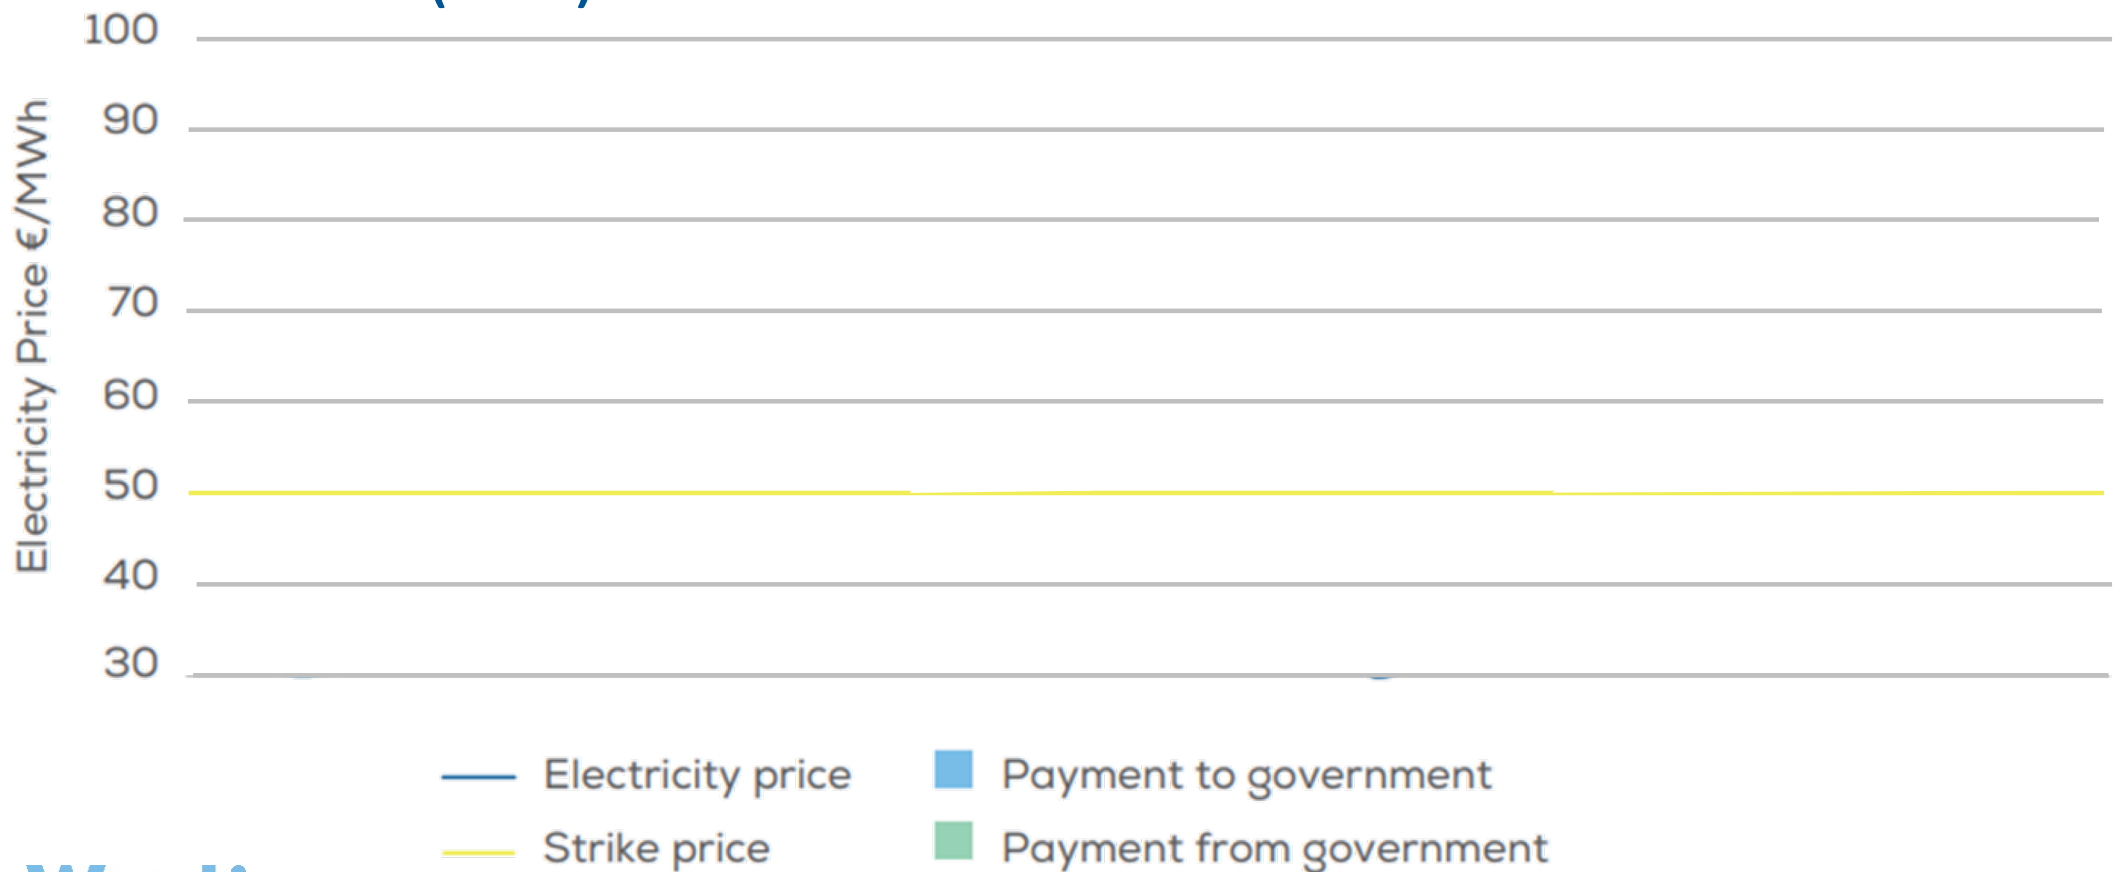 100
90
80
70
60
50
40
30
Electricity Price €/MWh
Electricity price
Payment to government
Strike price
Payment from government